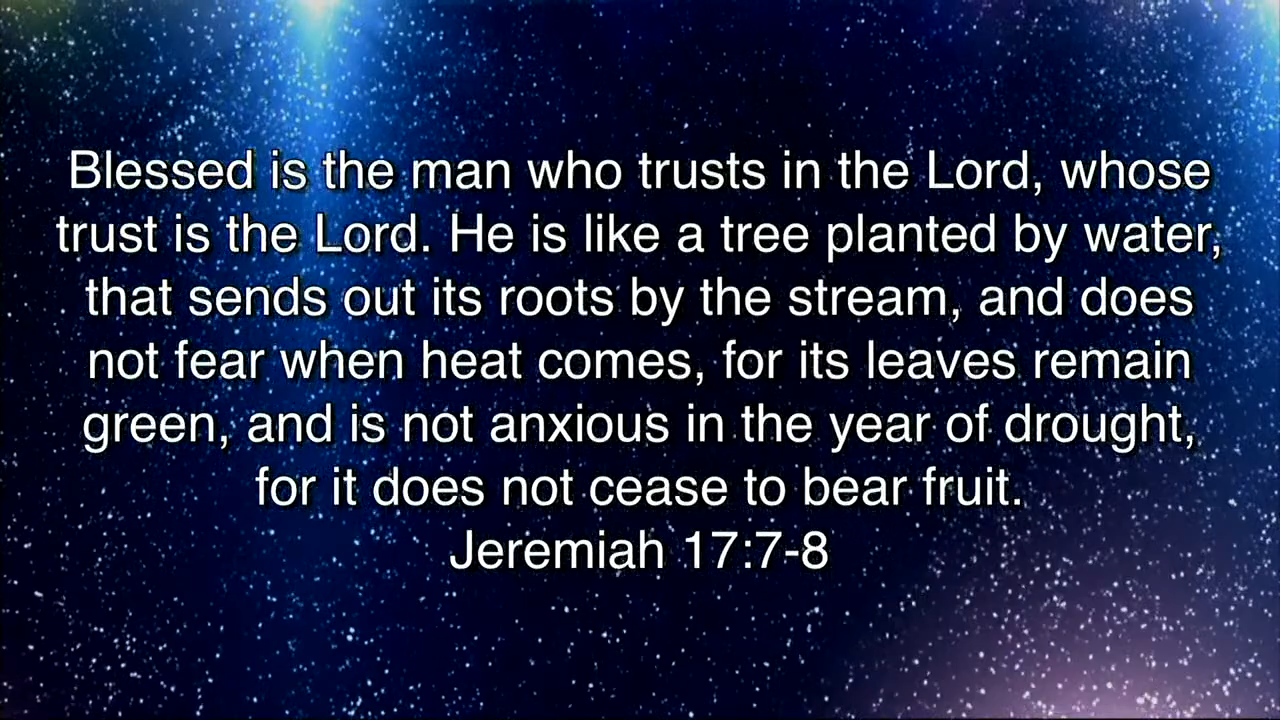 Blessed is the man who trusts in the Lord, whose
trust is the Lord. He is like a tree planted by water,
that sends out its roots by the stream, and does
not fear when heat comes, for its leaves remain
green, and is not anxious in the year of drought,
for it does not cease to bear fruit.
Jeremiah 17:7-8